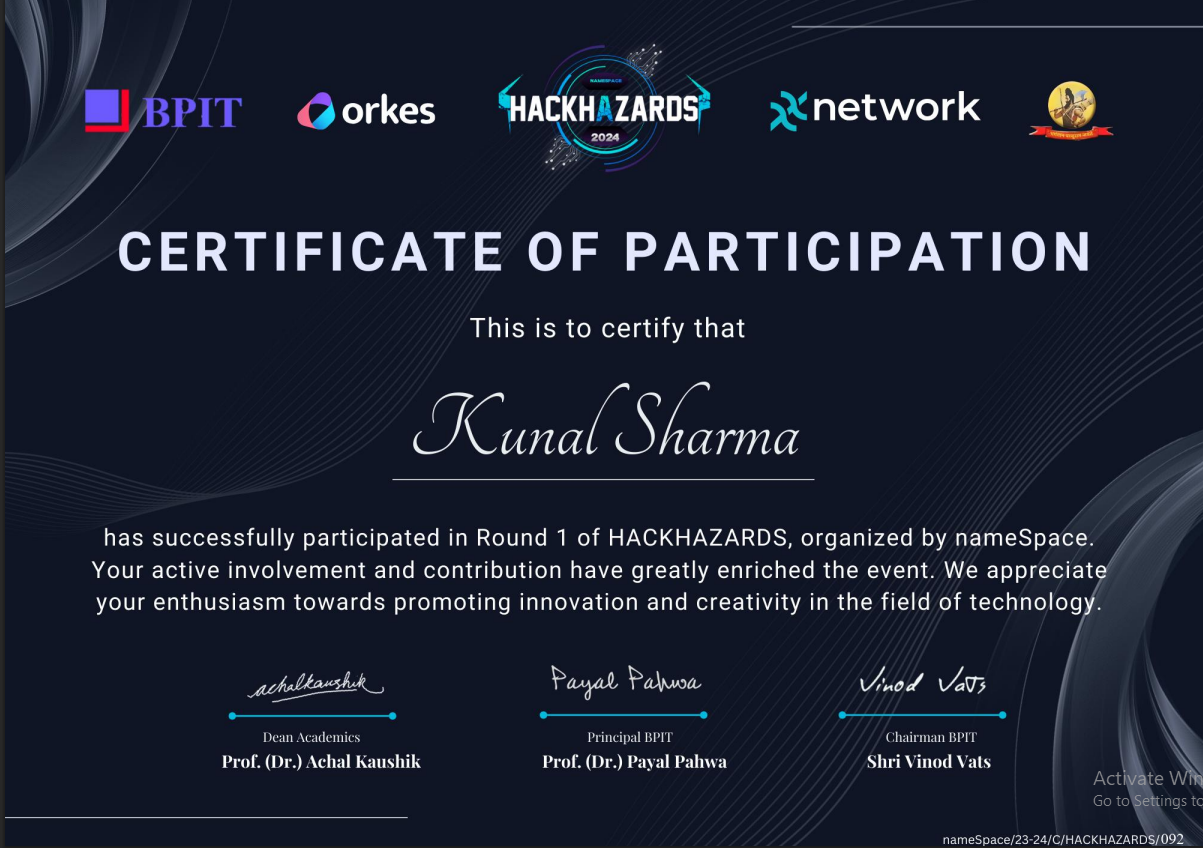 BPIT
orkes
NAMESPACE
HACKHAZARDS
2024
network
CERTIFICATE OF PARTICIPATION
This is to certify that
Kunal Sharma
has successfully participated in Round 1 of HACKHAZARDS, organized by nameSpace.
Your active involvement and contribution have greatly enriched the event. We appreciate
your enthusiasm towards promoting innovation and creativity in the field of technology.
achalkaushik
Payal Pahwa
Vinod Vats
Dean Academics
Principal BPIT
Chairman BPIT
Prof. (Dr.) Achal Kaushik
Prof. (Dr.) Payal Pahwa
Shri Vinod Vats
Activate Win
Go to Settings to
nameSpace/23-24/C/HACKHAZARDS/092